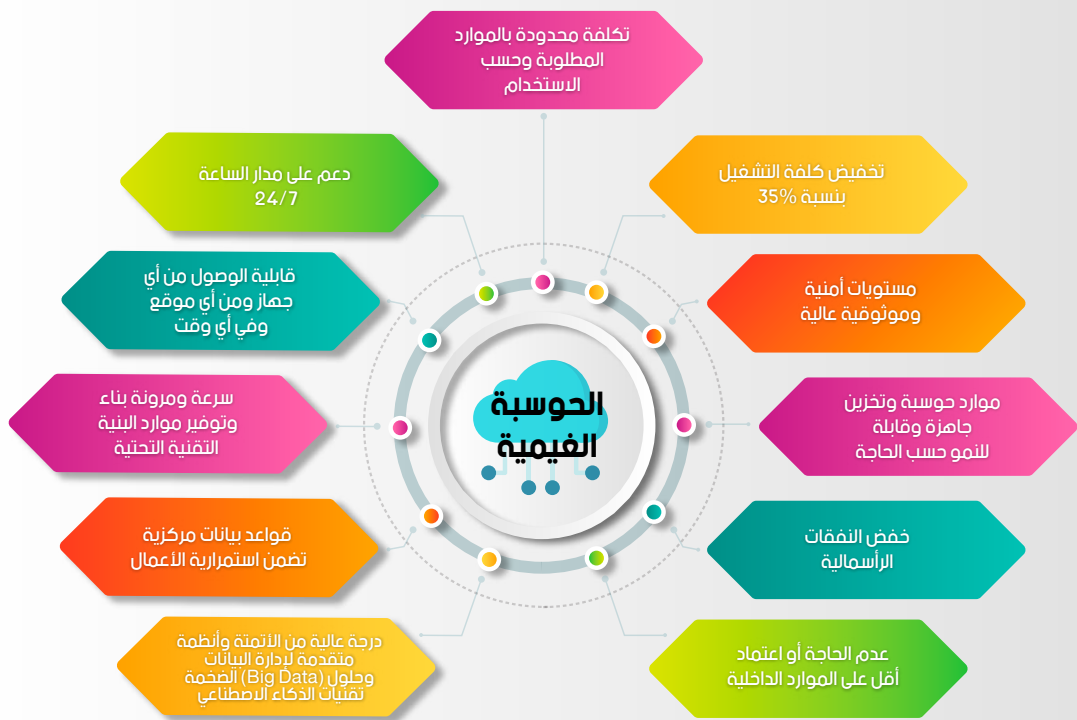 تكلفة محدودة بالموارد
المطلوبة وحسب
الاستخدام
تخفيض كلفة التشغيل
بنسبة 35%
مستويات أمنية
وموثوقية عالية
موارد حوسبة وتخزين
جاهزة وقابلة
للنمو حسب الحاجة
خفض النفقات
الرأسمالية
عدم الحاجة أو اعتماد
أقل على الموارد الداخلية
دعم على مدار الساعة
24/7
قابلية الوصول من أي
جهاز ومن أي موقع
وفي أي وقت
سرعة ومرونة بناء
وتوفير موارد البنية
التقنية التحتية
قواعد بيانات مركزية
تضمن استمرارية الأعمال
درجة عالية من الأتمتة وأنظمة
متقدمة لإدارة البيانات
الضخمة (Big Data) وحلول
تقنيات الذكاء الاصطناعي
الحوسبة
الغيمية